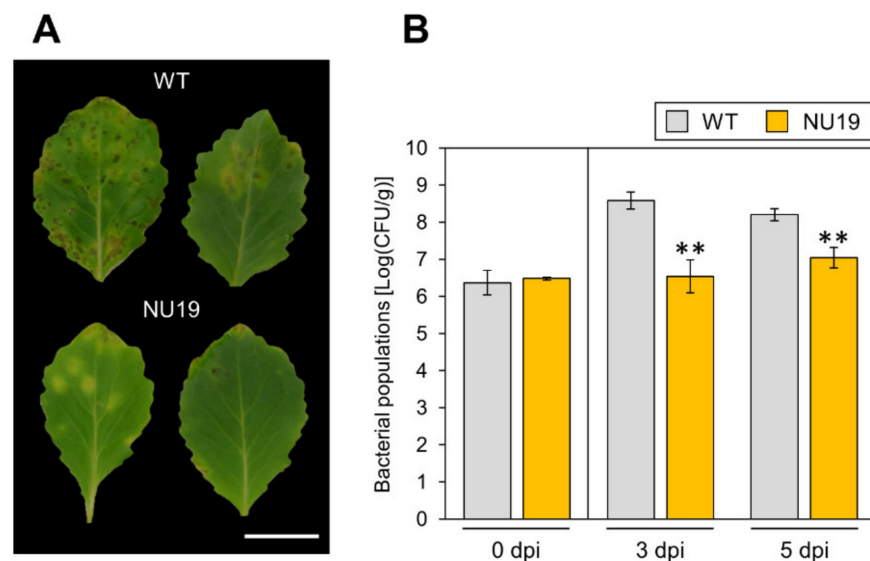 A
WT
NU19
B
WT NU19
Bacterial populations [Log(CFU/g)]
10
9
8
7
6
5
4
3
2
1
0
**
**
0 dpi 3 dpi 5 dpi